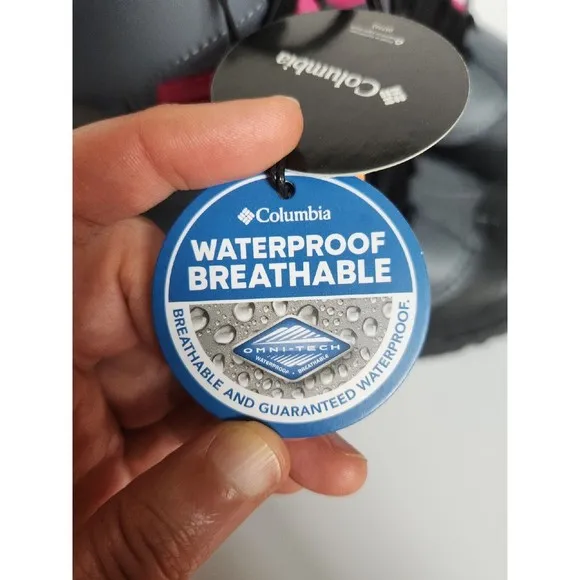 Columbia
Columbia
WATERPROOF
BREATHABLE
OMNI-TECH
WATERPROOF • BREATHABLE
BREATHABLE AND GUARANTEED WATERPROOF.